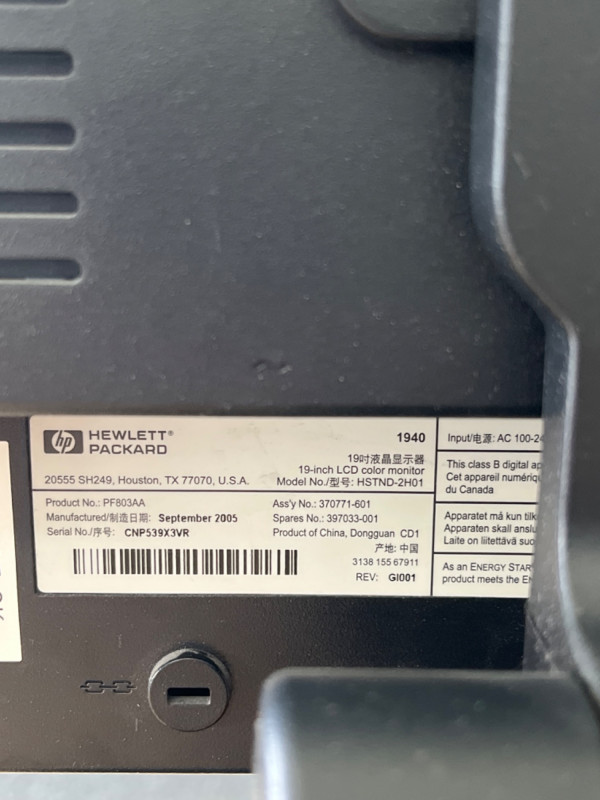 hp HEWLETT®
PACKARD
1940
19吋液晶显示器
19-inch LCD color monitor
20555 SH249, Houston, TX 77070, U.S.A.
Model No./型号: HSTND-2H01
Product No.: PF803AA
Manufactured/制造日期: September 2005
Serial No./序号: CNP539X3VR
Ass'y No.: 370771-601
Spares No.: 397033-001
Product of China, Dongguan CD1
产地: 中国
3138 155 67911
REV: GI001
Input/电源: AC 100-24
This class B digital ap
Cet appareil numériq
du Canada
Apparatet må kun tilk
Apparaten skall anslu
Laite on liitettävä suo
As an ENERGY STAR
product meets the En